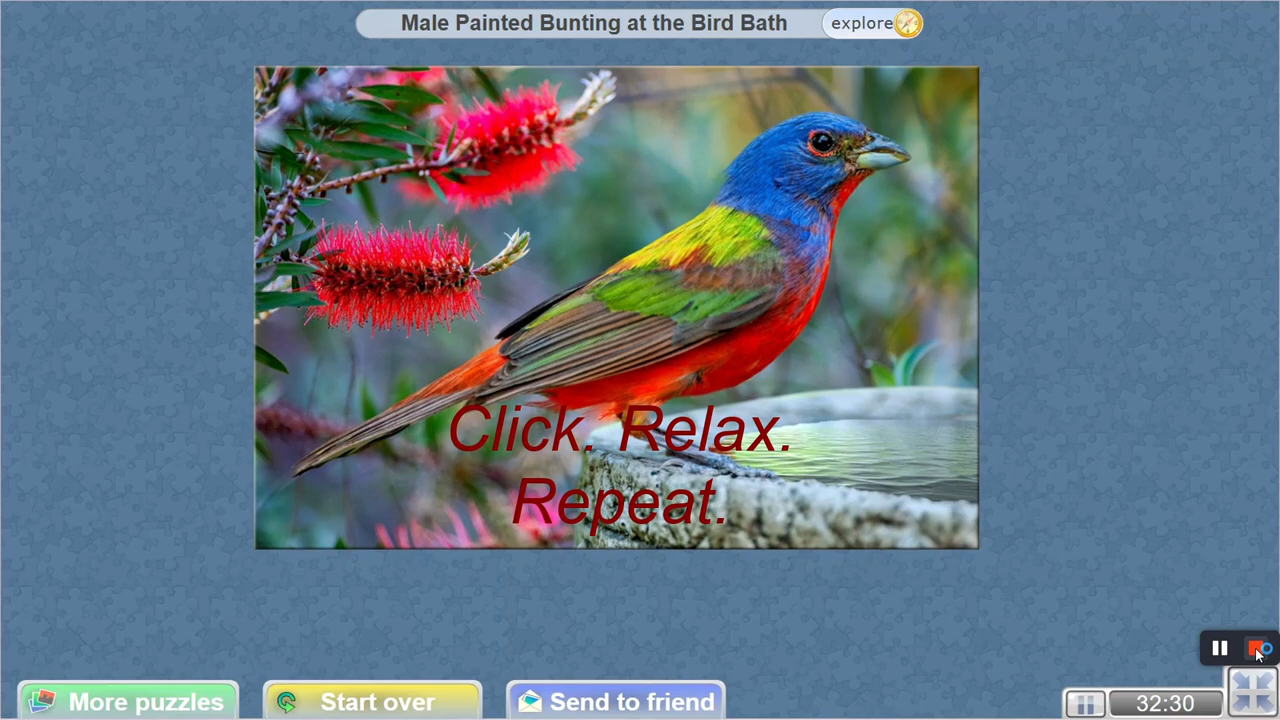 Male Painted Bunting at the Bird Bath
explore
Click. Relax.
Repeat.
More puzzles
Start over
Send to friend
32:30